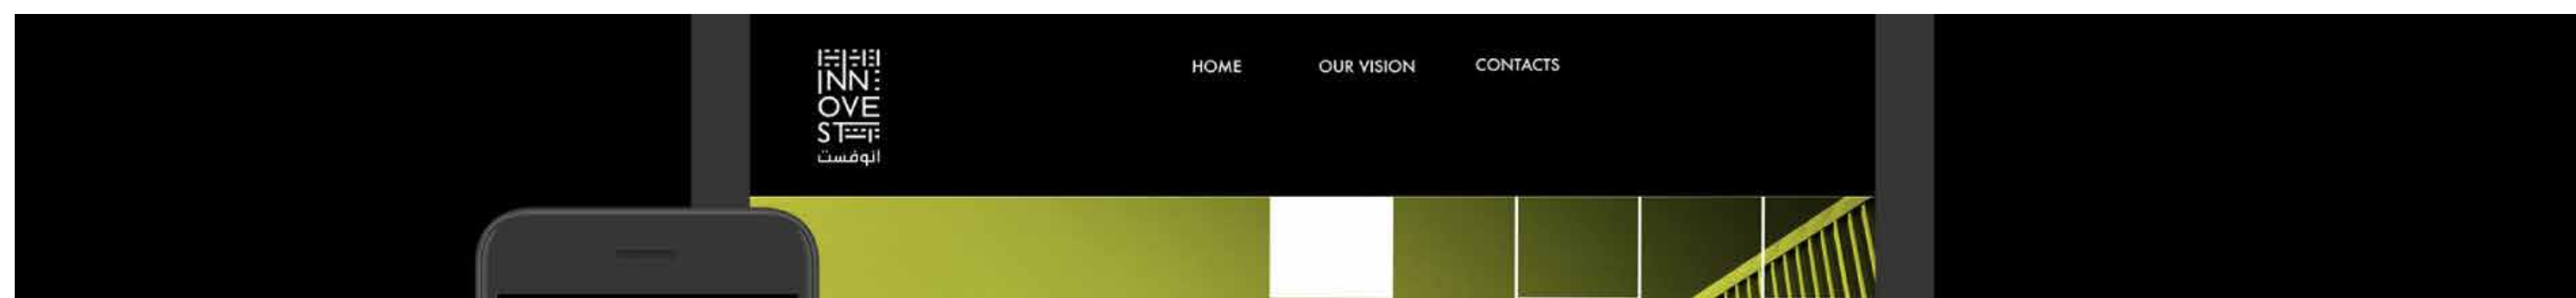 INN
OVE
ST
انوفست
HOME
OUR VISION
CONTACTS